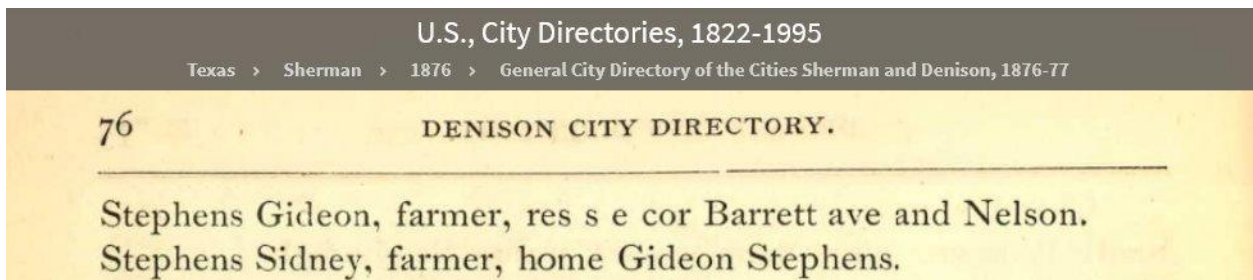 U.S., City Directories, 1822-1995
Texas > Sherman > 1876 > General City Directory of the Cities Sherman and Denison, 1876-77
76 DENISON CITY DIRECTORY.
Stephens Gideon, farmer, res s e cor Barrett ave and Nelson.
Stephens Sidney, farmer, home Gideon Stephens.